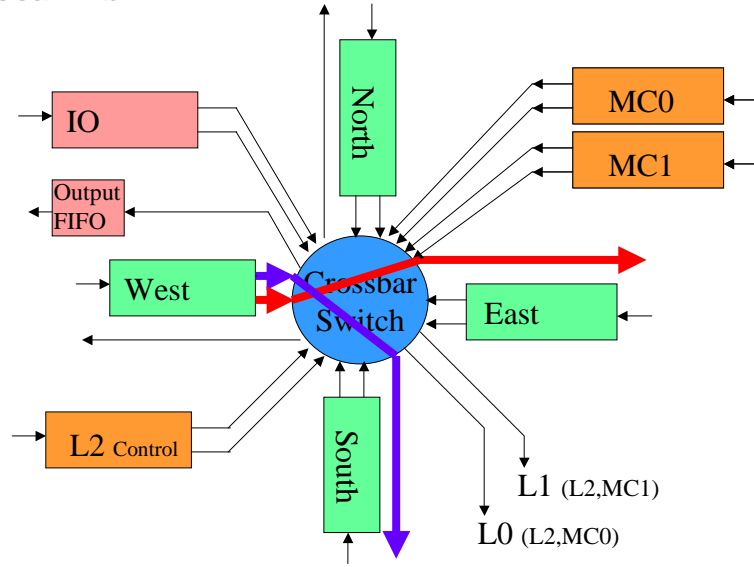 North
IO
MC0
MC1
Output
FIFO
West
Crossbar
Switch
East
L2 Control
South
L1 (L2,MC1)
L0 (L2,MC0)